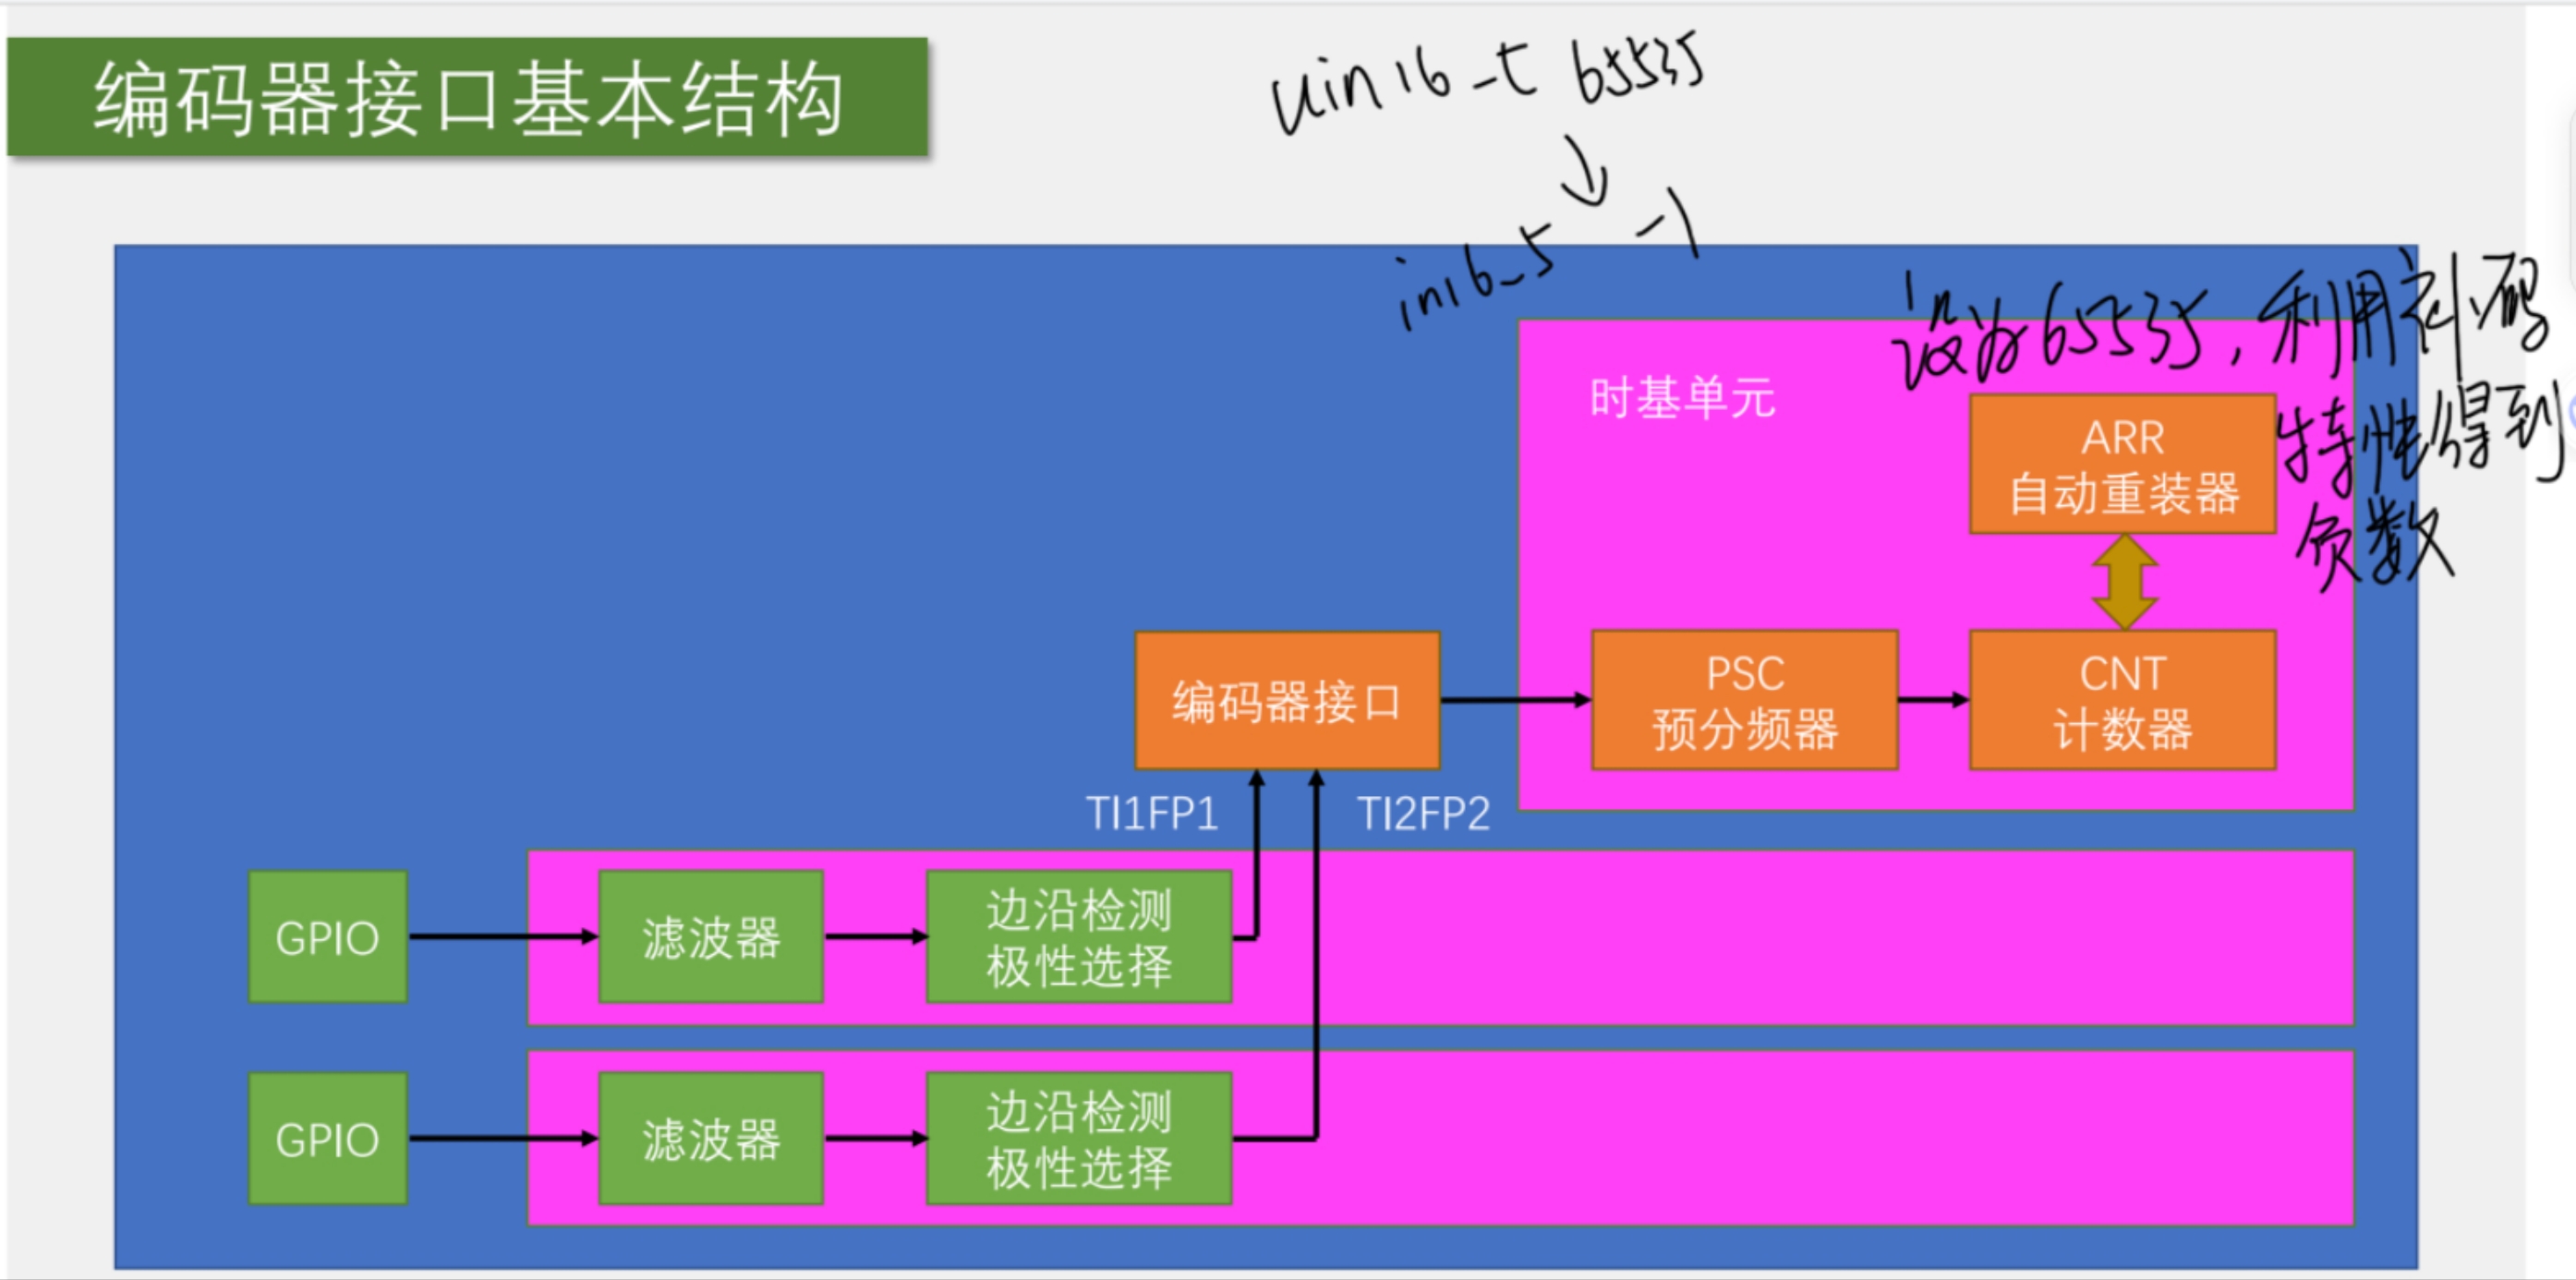 编码器接口基本结构
uin16-t 65535
in16_5 -1
设为65535，利用补码
特性得到
负数
时基单元
ARR
自动重装器
编码器接口
PSC
预分频器
CNT
计数器
TI1FP1
TI2FP2
GPIO
滤波器
边沿检测
极性选择
GPIO
滤波器
边沿检测
极性选择